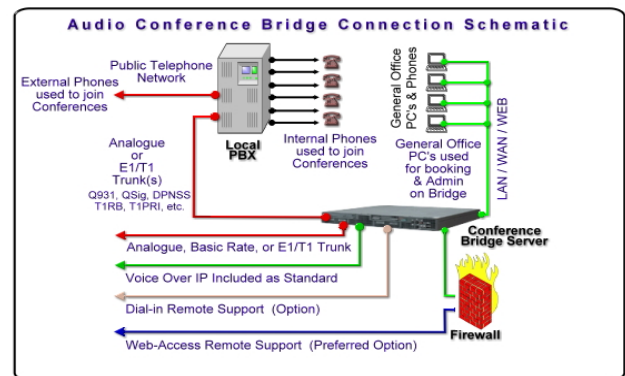 Audio Conference Bridge Connection Schematic
Public Telephone
Network
External Phones
used to join
Conferences
General Office
PC's & Phones
Local
PBX
Internal Phones
used to join
Conferences
General Office
PC's used
for booking
& Admin
on Bridge
LAN / WAN / WEB
Analogue
or
E1/T1
Trunk(s)
Q931, QSig, DPNSS
T1RB, T1PRI, etc.
Conference
Bridge Server
Analogue, Basic Rate, or E1/T1 Trunk
Voice Over IP Included as Standard
Dial-in Remote Support (Option)
Firewall
Web-Access Remote Support (Preferred Option)